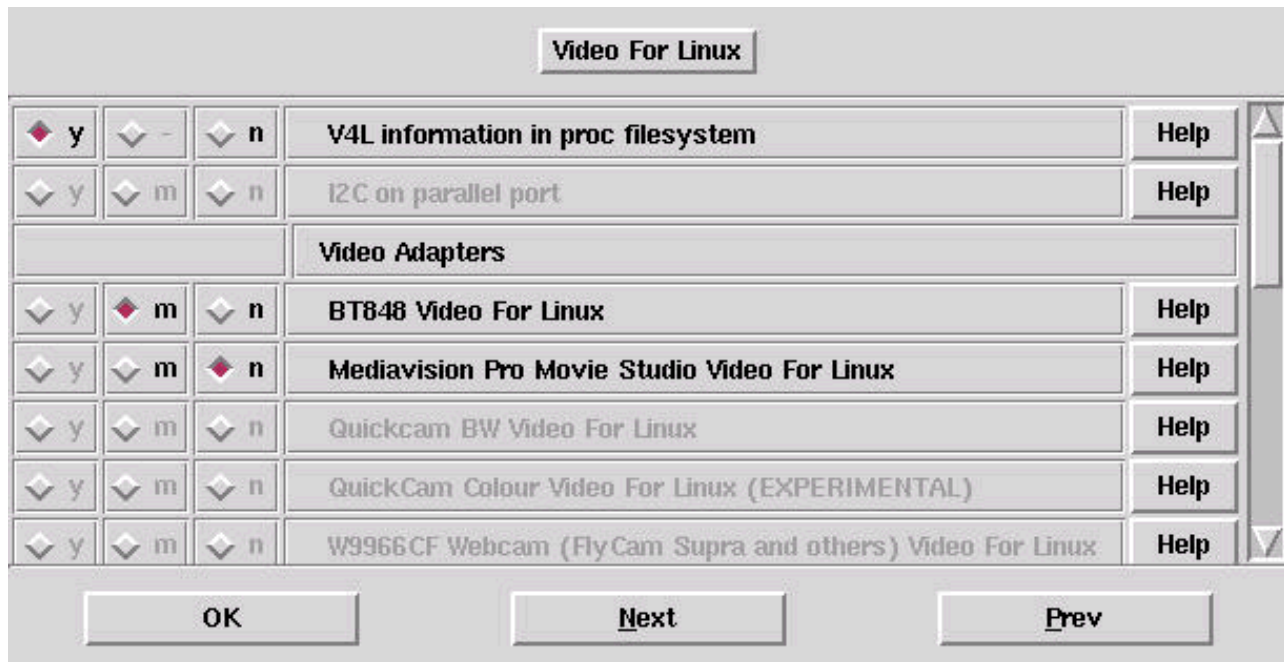 Video For Linux
y - n V4L information in proc filesystem Help
y m n I2C on parallel port Help
Video Adapters
y m n BT848 Video For Linux Help
y m n Mediavision Pro Movie Studio Video For Linux Help
y m n Quickcam BW Video For Linux Help
y m n QuickCam Colour Video For Linux (EXPERIMENTAL) Help
y m n W9966CF Webcam (FlyCam Supra and others) Video For Linux Help
OK Next Prev